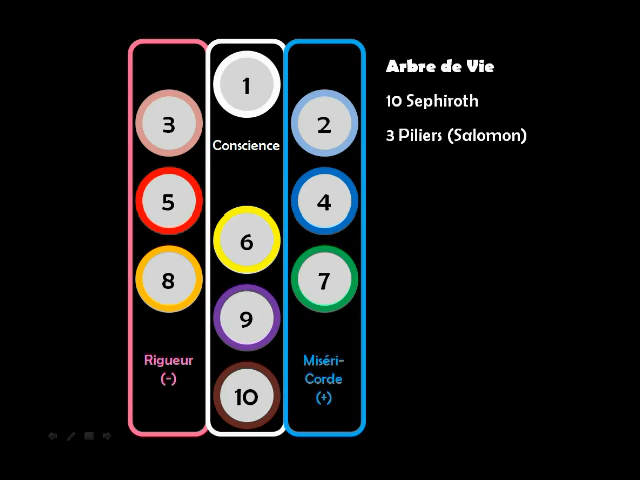 Arbre de Vie
10 Sephiroth
3 Piliers (Salomon)
1
3
2
Conscience
5
4
6
8
7
9
Rigueur
(-)
Miséri-
Corde
(+)
10